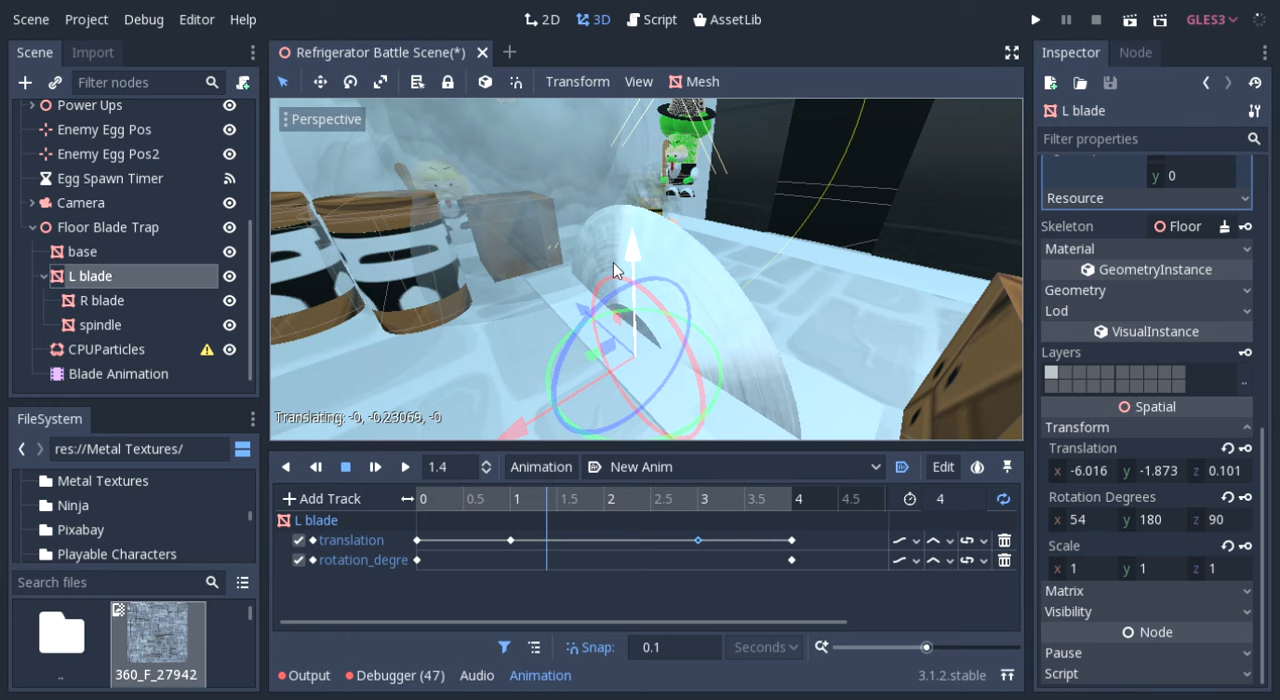 Scene Project Debug Editor Help
2D 3D Script AssetLib
GLES3
Scene Import
Refrigerator Battle Scene(*)
Inspector Node
Filter nodes
Transform View Mesh
L blade
Filter properties
Power Ups
Enemy Egg Pos
Enemy Egg Pos2
Egg Spawn Timer
Camera
Floor Blade Trap
base
L blade
R blade
spindle
CPUParticles
Blade Animation
Perspective
Translating: -0, -0.23069, -0
y 0
Resource
Skeleton Floor
Material
GeometryInstance
Geometry
Lod
VisualInstance
Layers
..
Spatial
Transform
Translation
x -6.016 y -1.873 z 0.101
Rotation Degrees
x 54 y 180 z 90
Scale
x 1 y 1 z 1
Matrix
Visibility
Node
Pause
Script
FileSystem
res://Metal Textures/
Metal Textures
Ninja
Pixabay
Playable Characters
Search files
..
360_F_27942
1.4 Animation New Anim Edit
Add Track 0 0.5 1 1.5 2 2.5 3 3.5 4 4.5 4
L blade
translation
rotation_degre
Snap: 0.1 Seconds
Output Debugger (47) Audio Animation 3.1.2.stable